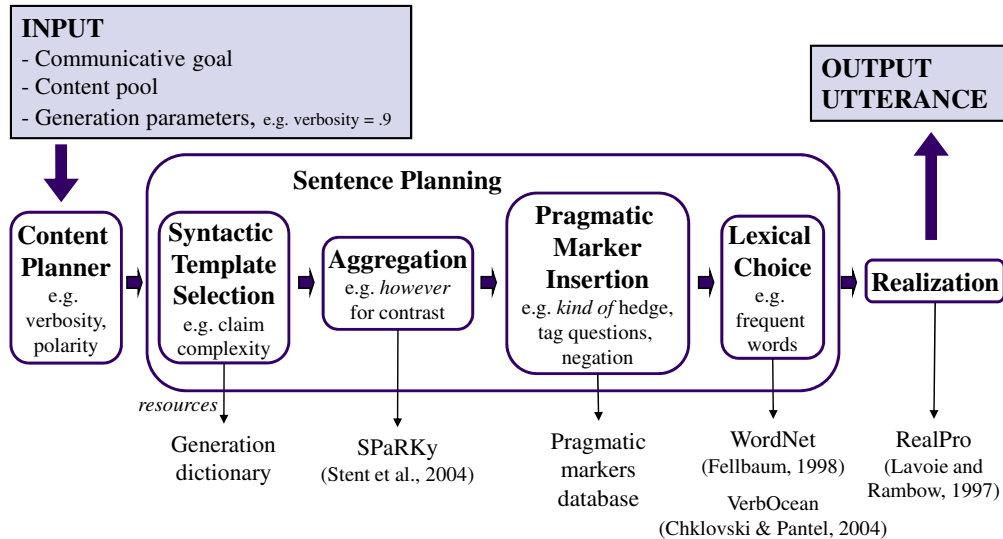 INPUT
- Communicative goal
- Content pool
- Generation parameters, e.g. verbosity = .9
OUTPUT
UTTERANCE
Sentence Planning
Content
Planner
e.g.
verbosity,
polarity
Syntactic
Template
Selection
e.g. claim
complexity
Aggregation
e.g. however
for contrast
Pragmatic
Marker
Insertion
e.g. kind of hedge,
tag questions,
negation
Lexical
Choice
e.g.
frequent
words
Realization
resources
Generation
dictionary
SPaRKy
(Stent et al., 2004)
Pragmatic
markers
database
WordNet
(Fellbaum, 1998)
VerbOcean
(Chklovski & Pantel, 2004)
RealPro
(Lavoie and
Rambow, 1997)